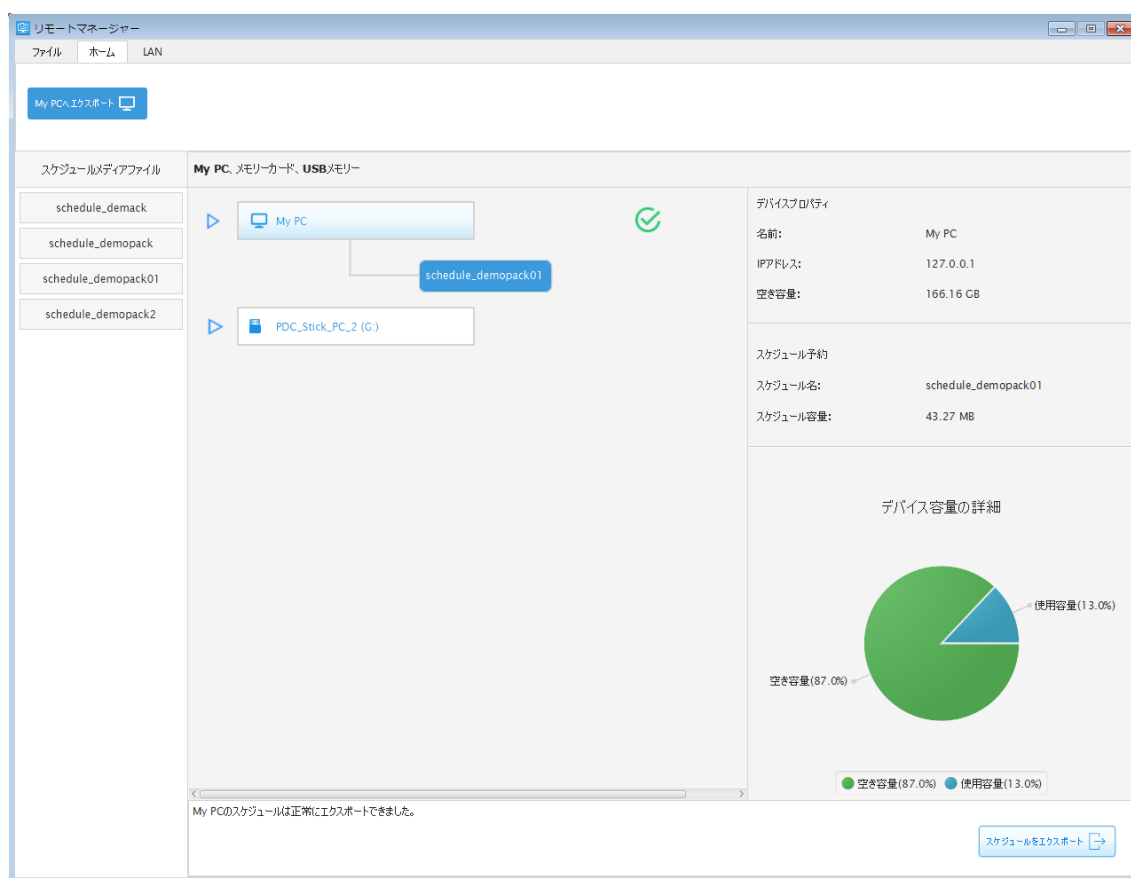 リモートマネージャー
ファイル ホーム LAN
My PCへエクスポート
スケジュールメディアファイル
My PC、メモリーカード、USBメモリー
schedule_demack
schedule_demopack
schedule_demopack01
schedule_demopack2
My PC
schedule_demopack01
PDC_Stick_PC_2 (G:)
デバイスプロパティ
名前: My PC
IPアドレス: 127.0.0.1
空き容量: 166.16 GB
スケジュール予約
スケジュール名: schedule_demopack01
スケジュール容量: 43.27 MB
デバイス容量の詳細
使用容量(13.0%)
空き容量(87.0%)
空き容量(87.0%) 使用容量(13.0%)
My PCのスケジュールは正常にエクスポートできました。
スケジュールをエクスポート